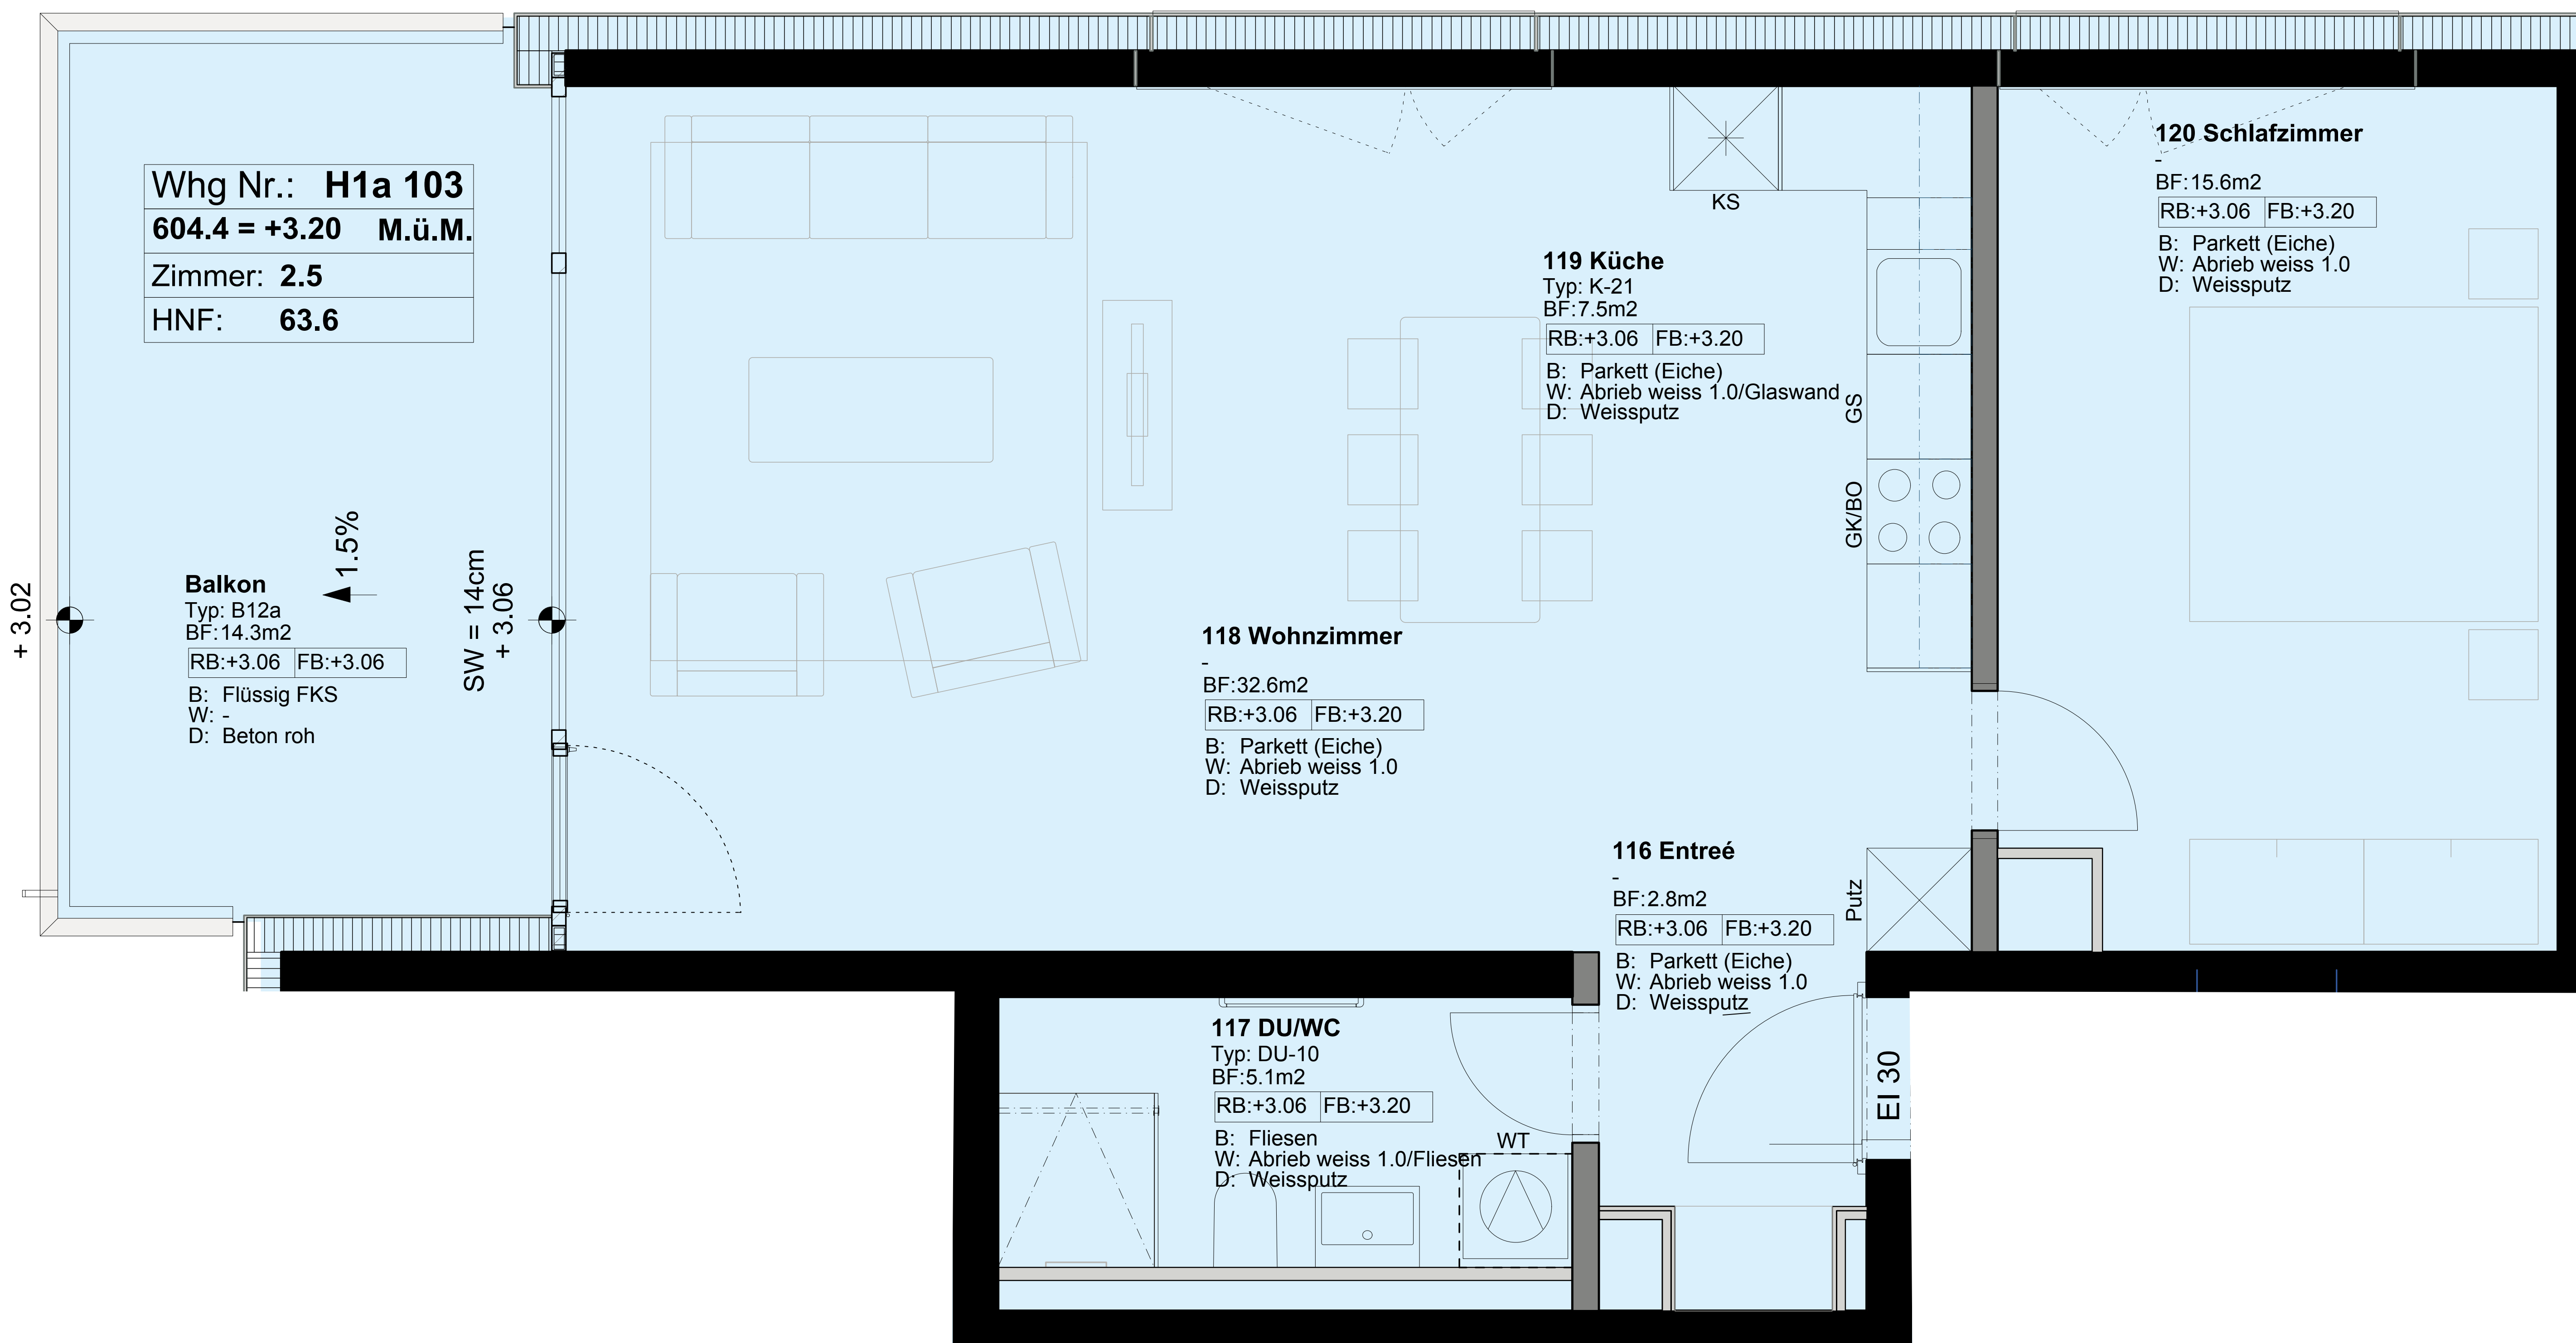 Whg Nr.: H1a 103
604.4 = +3.20 M.ü.M.
Zimmer: 2.5
HNF: 63.6
+ 3.02
Balkon
Typ: B12a
BF:14.3m2
RB:+3.06 FB:+3.06
B: Flüssig FKS
W: -
D: Beton roh
1.5%
SW = 14cm
+ 3.06
118 Wohnzimmer
-
BF:32.6m2
RB:+3.06 FB:+3.20
B: Parkett (Eiche)
W: Abrieb weiss 1.0
D: Weissputz
KS
119 Küche
Typ: K-21
BF:7.5m2
RB:+3.06 FB:+3.20
B: Parkett (Eiche)
W: Abrieb weiss 1.0/Glaswand
D: Weissputz
GS
GK/BO
120 Schlafzimmer
-
BF:15.6m2
RB:+3.06 FB:+3.20
B: Parkett (Eiche)
W: Abrieb weiss 1.0
D: Weissputz
116 Entreé
-
BF:2.8m2
RB:+3.06 FB:+3.20
B: Parkett (Eiche)
W: Abrieb weiss 1.0
D: Weissputz
Putz
EI 30
117 DU/WC
Typ: DU-10
BF:5.1m2
RB:+3.06 FB:+3.20
B: Fliesen
W: Abrieb weiss 1.0/Fliesen
D: Weissputz
WT